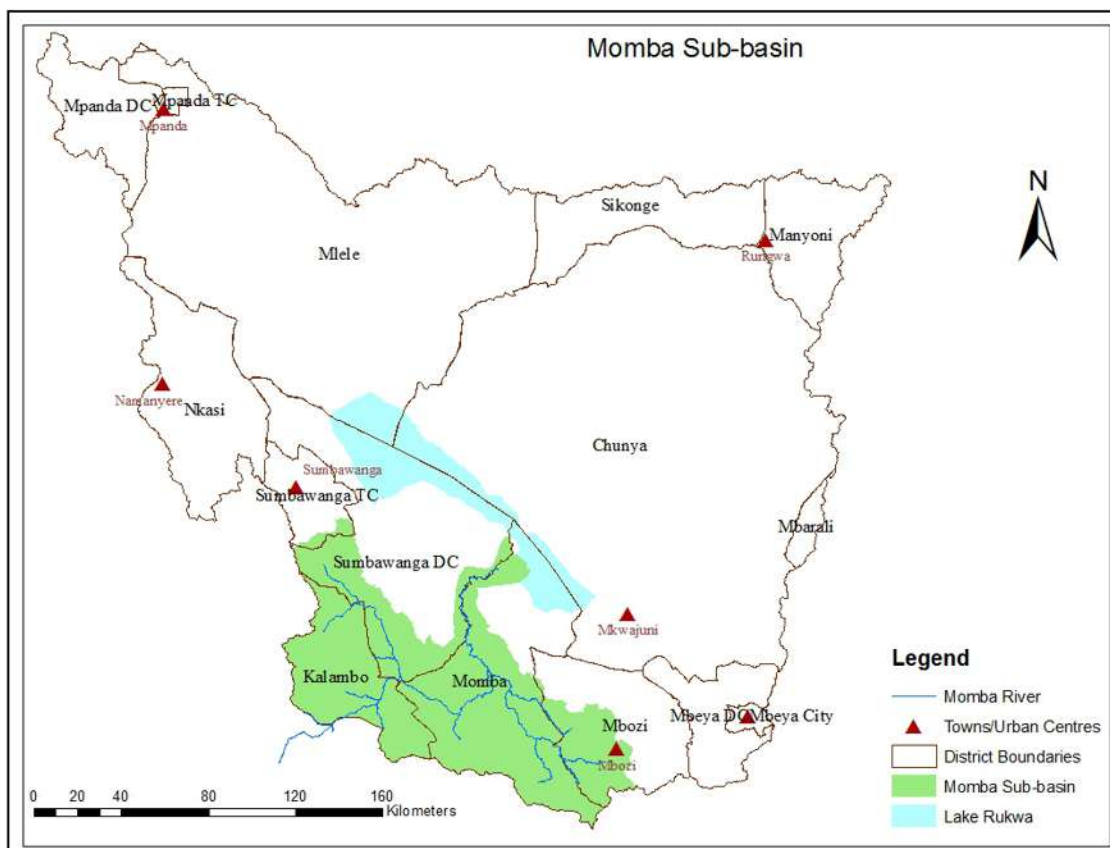 Momba Sub-basin
Mpanda DC
Mpanda TC
Mpanda
N
Sikonge
Manyoni
Rungwa
Mlele
Namanyere
Nkasi
Chunya
Sumbawanga
Sumbawanga TC
Mbarali
Sumbawanga DC
Mkwajuni
Kalambo
Momba
Mbozi
Mbeya DC
Mbeya City
Mbozi
Legend
Momba River
Towns/Urban Centres
District Boundaries
Momba Sub-basin
Lake Rukwa
0 20 40 80 120 160
Kilometers